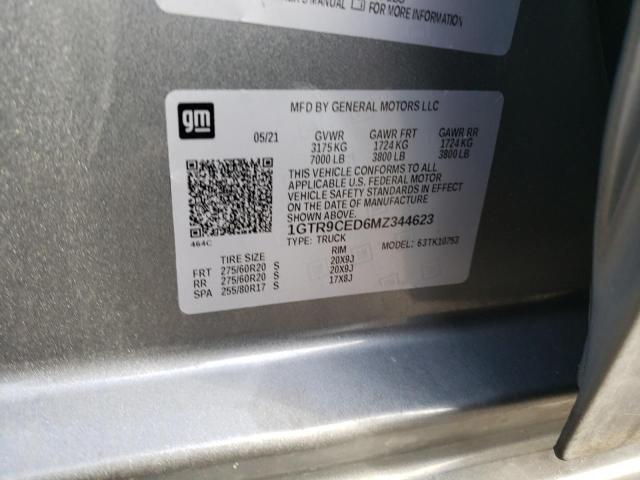 R'S MANUAL FOR MORE INFORMATION
gm
MFD BY GENERAL MOTORS LLC
05/21 GVWR GAWR FRT GAWR RR
3175 KG 1724 KG 1724 KG
7000 LB 3800 LB 3800 LB
THIS VEHICLE CONFORMS TO ALL
APPLICABLE U.S. FEDERAL MOTOR
VEHICLE SAFETY STANDARDS IN EFFECT
ON THE DATE OF MANUFACTURE
SHOWN ABOVE.
464C
1GTR9CED6MZ344623
TYPE: TRUCK MODEL: 63TK10753
TIRE SIZE RIM
FRT 275/60R20 S 20X9J
RR 275/60R20 S 20X9J
SPA 255/80R17 S 17X8J